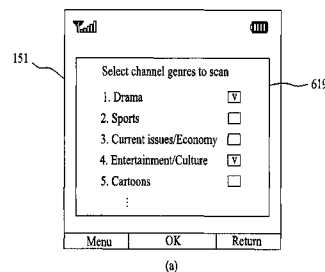 151
619
Select channel genres to scan
1. Drama V
2. Sports
3. Current issues/Economy
4. Entertainment/Culture V
5. Cartoons
⋮
Menu OK Return
(a)